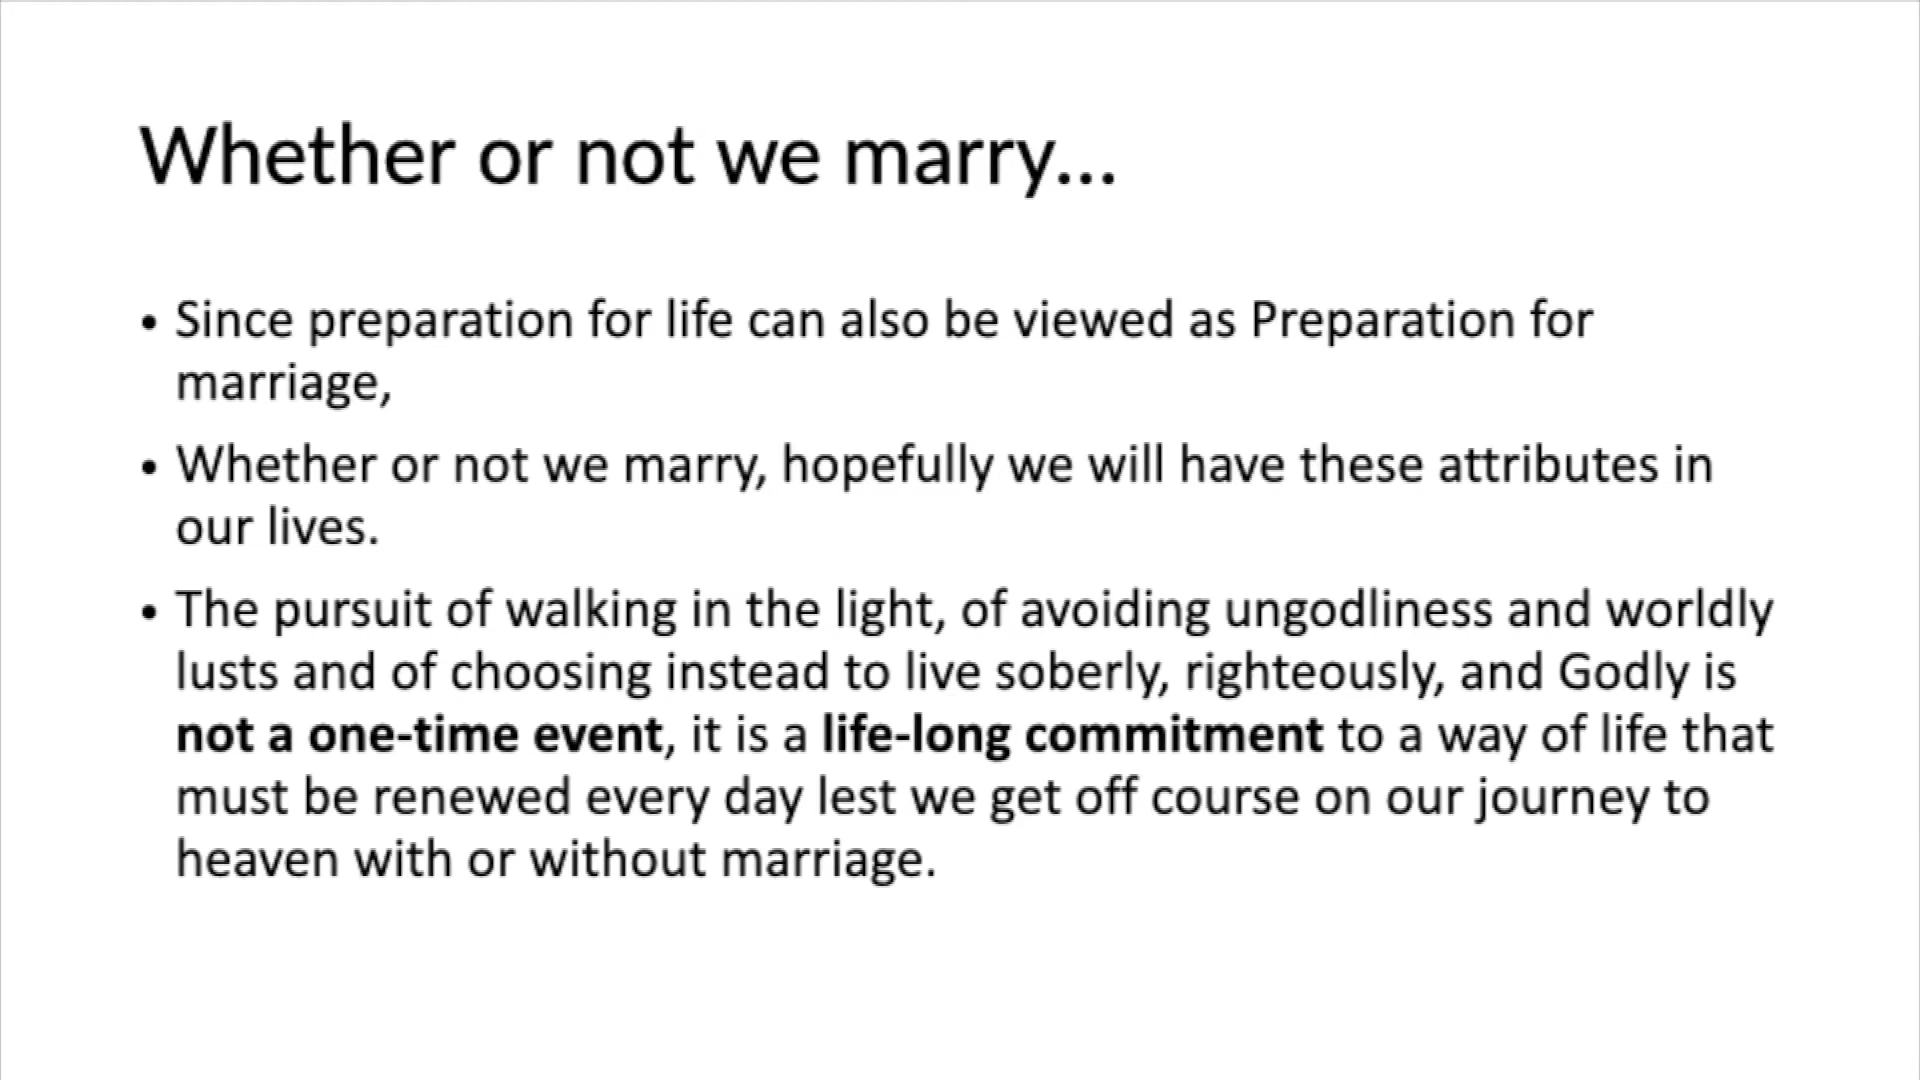 Whether or not we marry...
• Since preparation for life can also be viewed as Preparation for
marriage,
• Whether or not we marry, hopefully we will have these attributes in
our lives.
• The pursuit of walking in the light, of avoiding ungodliness and worldly
lusts and of choosing instead to live soberly, righteously, and Godly is
not a one-time event, it is a life-long commitment to a way of life that
must be renewed every day lest we get off course on our journey to
heaven with or without marriage.